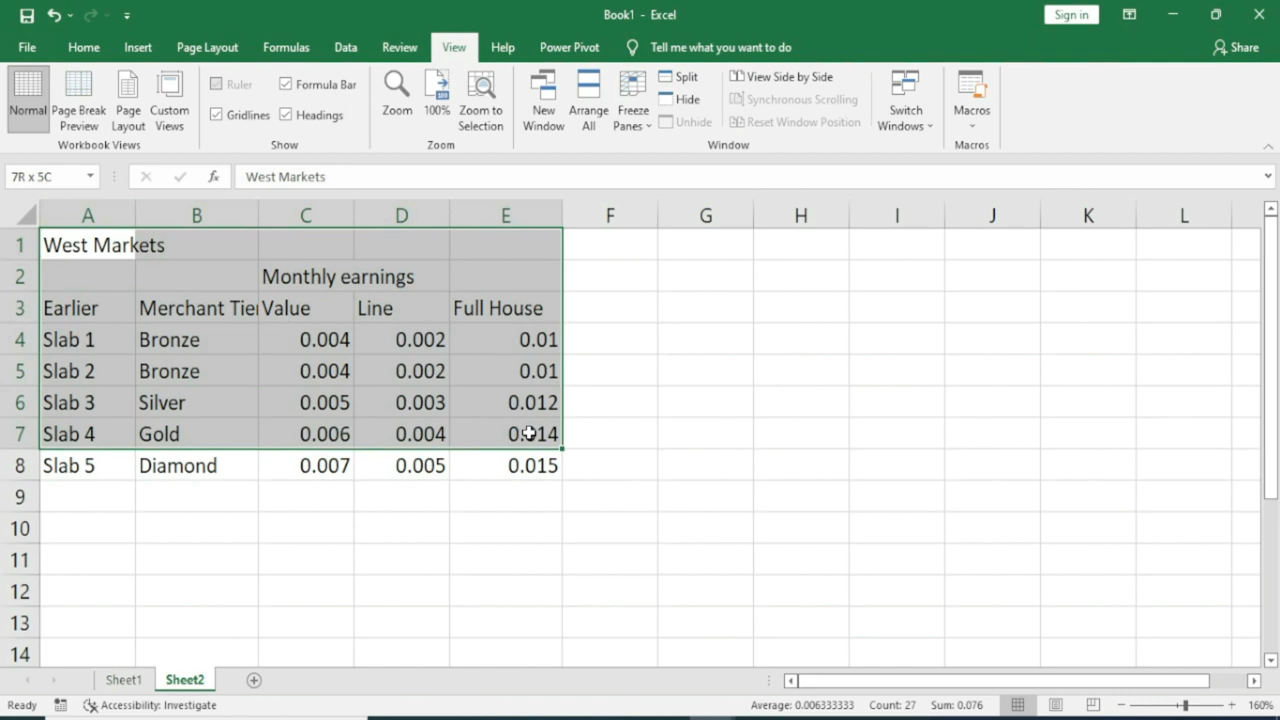 Book1 - Excel
Sign in
File Home Insert Page Layout Formulas Data Review View Help Power Pivot Tell me what you want to do Share
Normal Page Break Preview Page Layout Custom Views
Workbook Views
Ruler Formula Bar
Gridlines Headings
Show
Zoom 100% Zoom to Selection
Zoom
New Window Arrange All Freeze Panes
Split View Side by Side
Hide Synchronous Scrolling
Unhide Reset Window Position
Switch Windows
Window
Macros
Macros
7R x 5C fx West Markets
A B C D E F G H I J K L
1 West Markets
2 Monthly earnings
3 Earlier Merchant Tier Value Line Full House
4 Slab 1 Bronze 0.004 0.002 0.01
5 Slab 2 Bronze 0.004 0.002 0.01
6 Slab 3 Silver 0.005 0.003 0.012
7 Slab 4 Gold 0.006 0.004 0.014
8 Slab 5 Diamond 0.007 0.005 0.015
9
10
11
12
13
14
Sheet1 Sheet2
Ready Accessibility: Investigate Average: 0.006333333 Count: 27 Sum: 0.076 160%